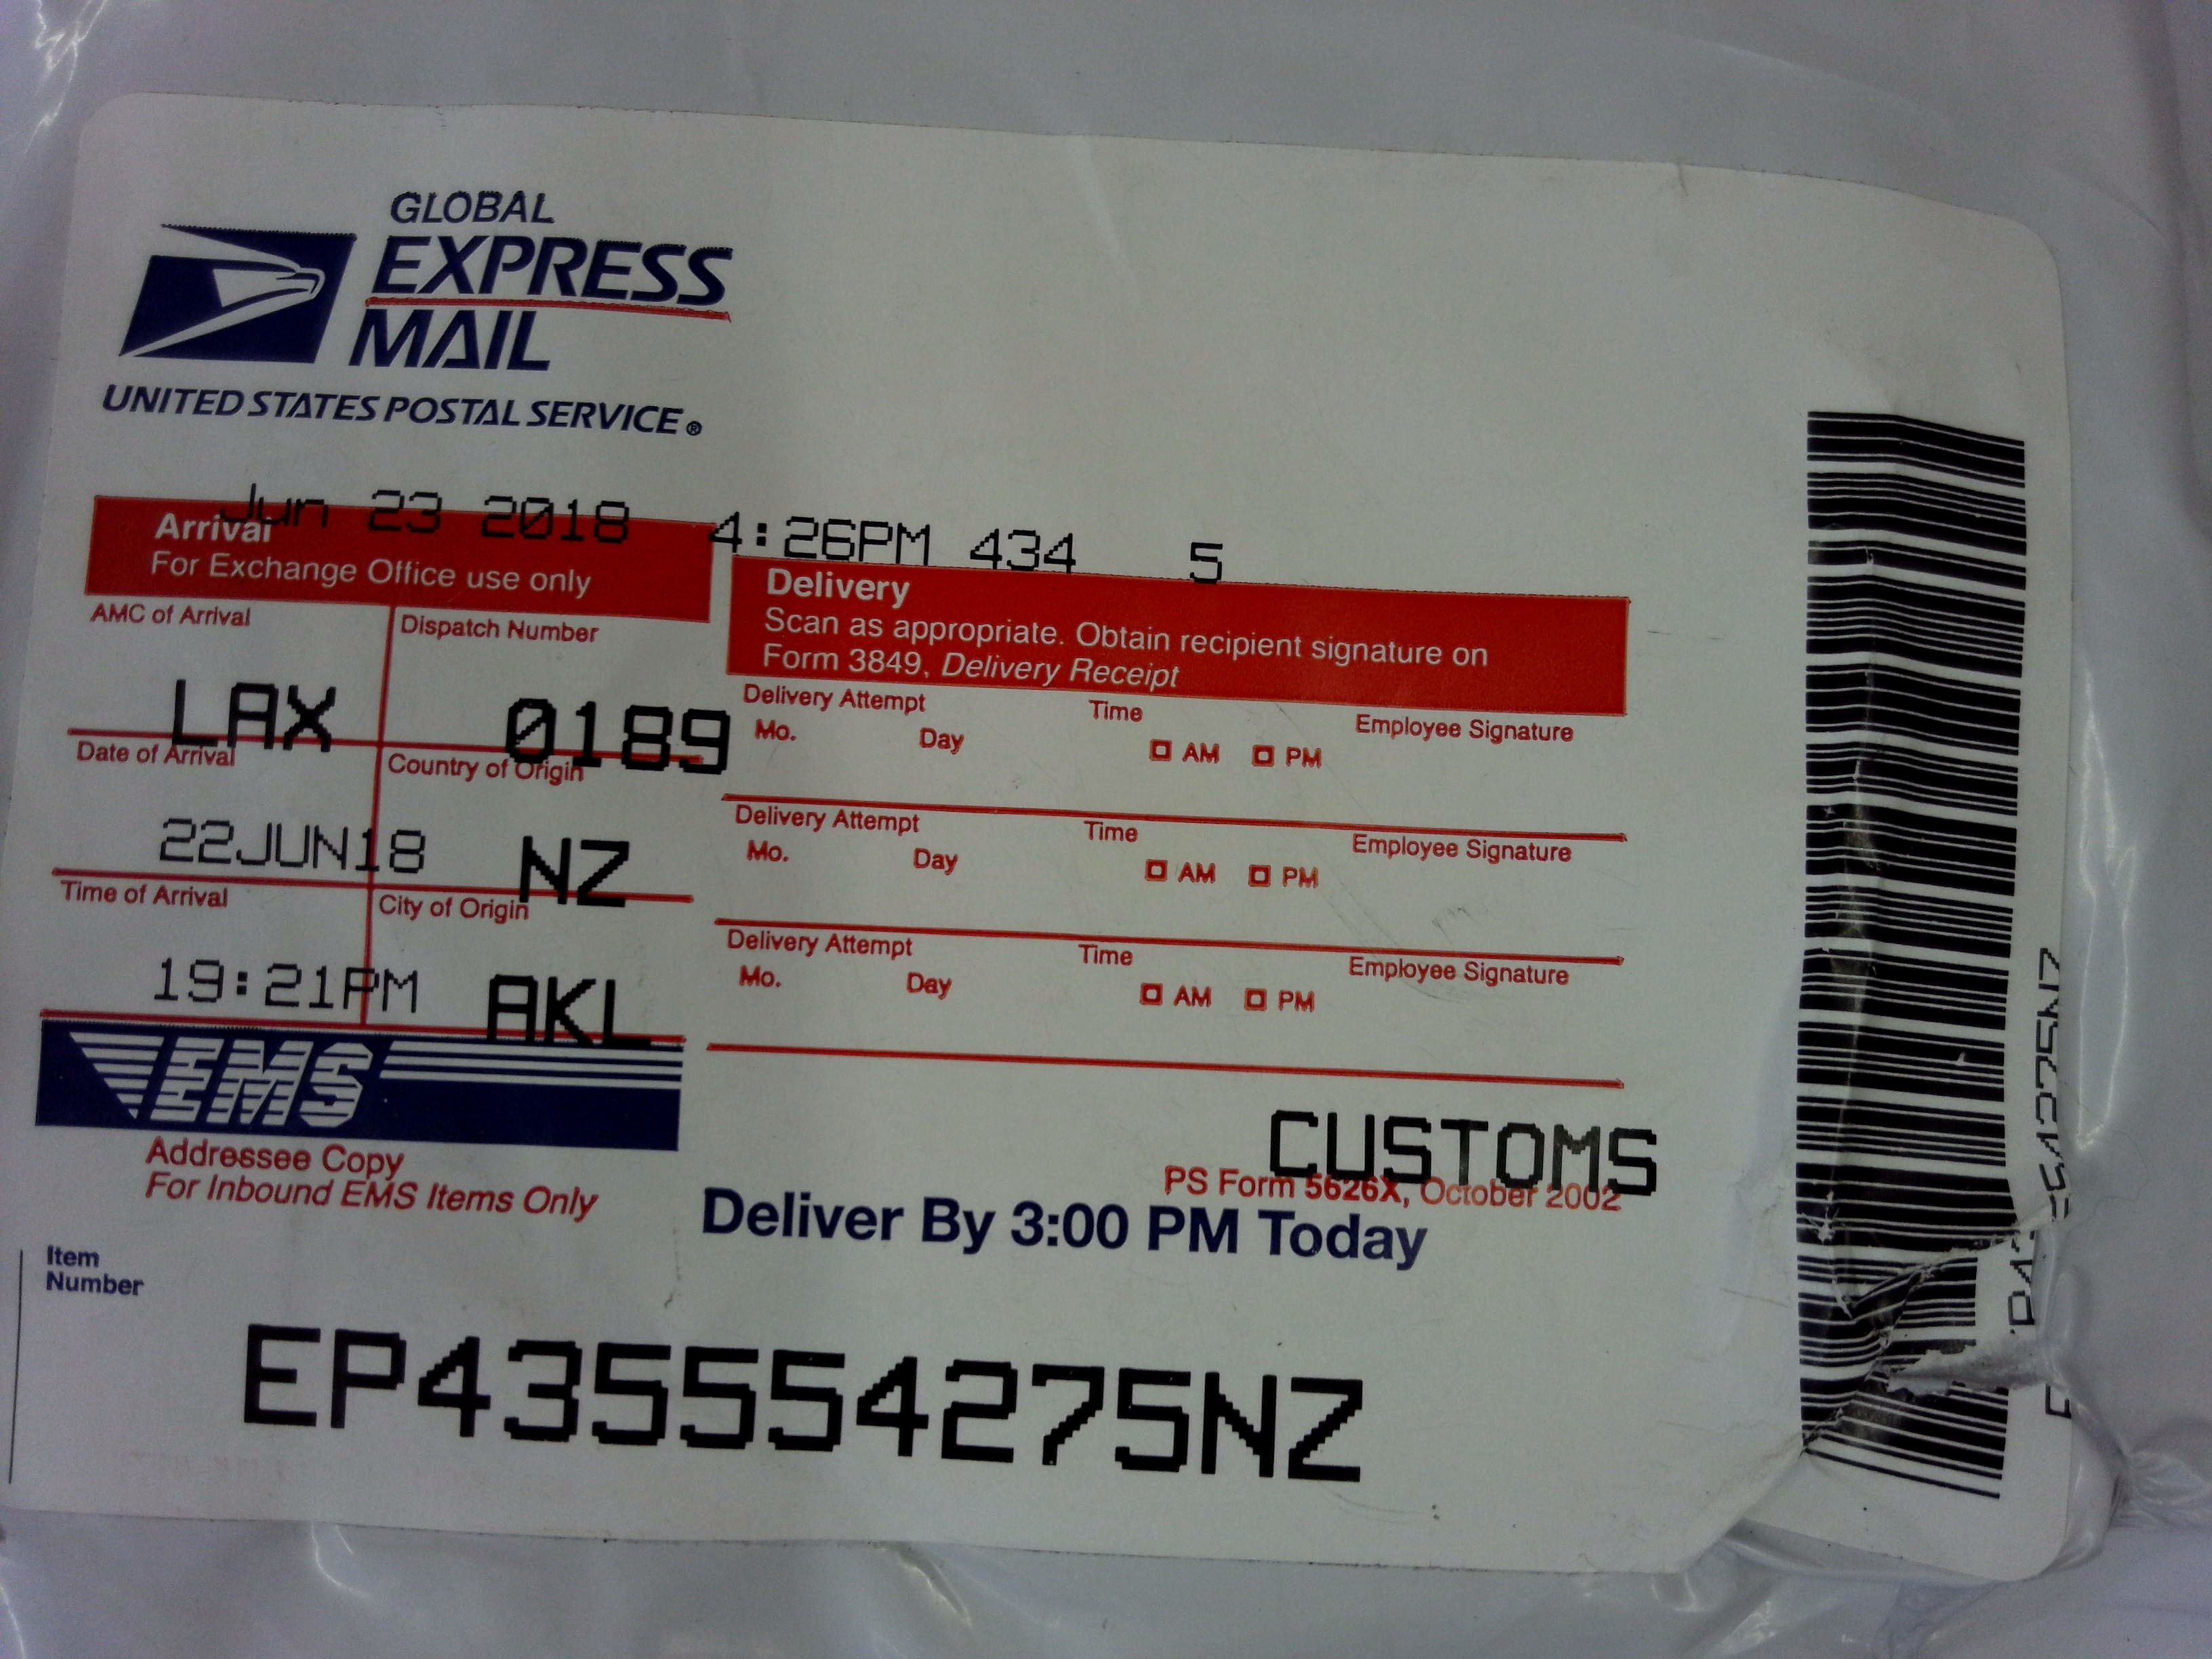 GLOBAL
EXPRESS
MAIL
UNITED STATES POSTAL SERVICE®
Jun 23 2018 4:26PM 434 5
Arrival
For Exchange Office use only
AMC of Arrival
Dispatch Number
LAX
0189
Date of Arrival
Country of Origin
22JUN18
NZ
Time of Arrival
City of Origin
19:21PM
AKL
EMS
Addressee Copy
For Inbound EMS Items Only
Delivery
Scan as appropriate. Obtain recipient signature on
Form 3849, Delivery Receipt
Delivery Attempt Time Employee Signature
Mo. Day AM PM
Delivery Attempt Time Employee Signature
Mo. Day AM PM
Delivery Attempt Time Employee Signature
Mo. Day AM PM
CUSTOMS
PS Form 5626X, October 2002
Deliver By 3:00 PM Today
Item
Number
EP435554275NZ